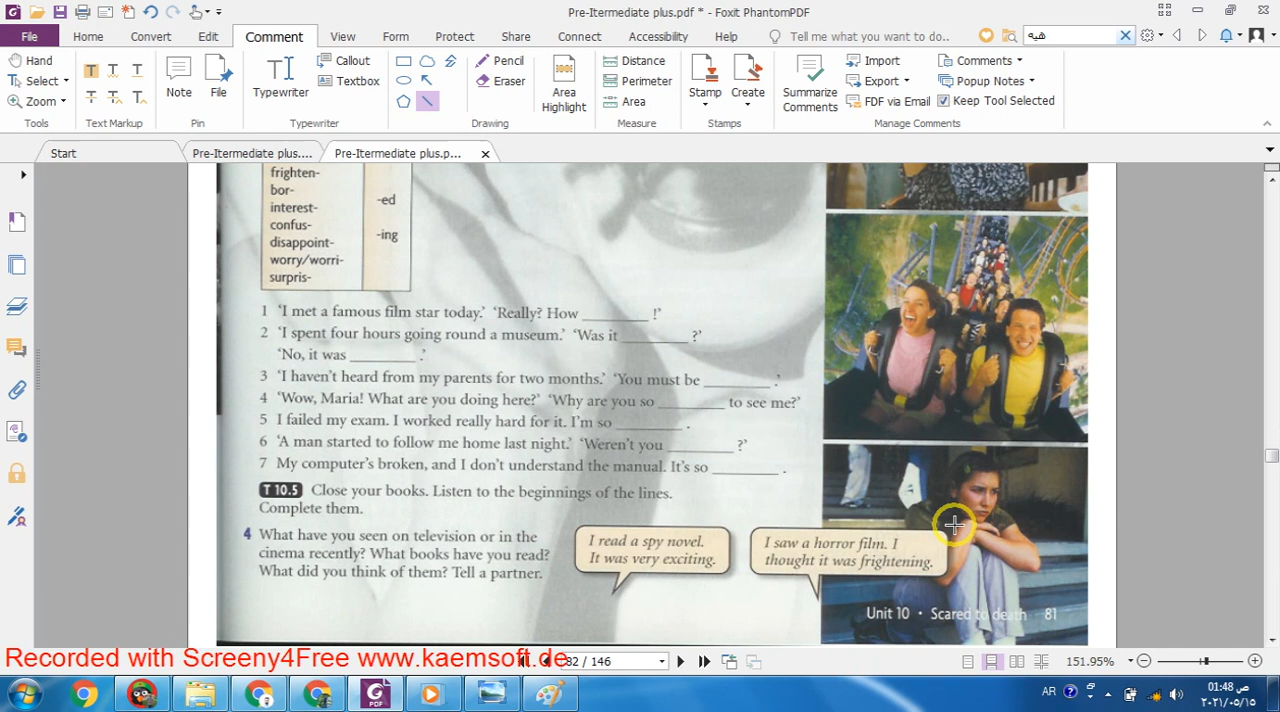 Pre-Itermediate plus.pdf * - Foxit PhantomPDF
File Home Convert Edit Comment View Form Protect Share Connect Accessibility Help Tell me what you want to do.. هيه
Hand
Select
Zoom
Tools
Text Markup
Note
File
Pin
Typewriter
Callout
Textbox
Typewriter
Pencil
Eraser
Drawing
Area
Highlight
Distance
Perimeter
Area
Measure
Stamp
Create
Stamps
Summarize
Comments
Import
Export
FDF via Email
Comments
Popup Notes
Keep Tool Selected
Manage Comments
Start
Pre-Itermediate plus....
Pre-Itermediate plus.p...
frighten-
bor-
interest-
confus-
disappoint-
worry/worri-
surpris-
-ed
-ing
1 ‘I met a famous film star today.’ ‘Really? How ________ !’
2 ‘I spent four hours going round a museum.’ ‘Was it ________ ?’
‘No, it was ________ .’
3 ‘I haven’t heard from my parents for two months.’ ‘You must be ________ .’
4 ‘Wow, Maria! What are you doing here?’ ‘Why are you so ________ to see me?’
5 I failed my exam. I worked really hard for it. I’m so ________ .
6 ‘A man started to follow me home last night.’ ‘Weren’t you ________ ?’
7 My computer’s broken, and I don’t understand the manual. It’s so ________ .
T 10.5 Close your books. Listen to the beginnings of the lines.
Complete them.
4 What have you seen on television or in the
cinema recently? What books have you read?
What did you think of them? Tell a partner.
I read a spy novel.
It was very exciting.
I saw a horror film. I
thought it was frightening.
Unit 10 • Scared to death 81
Recorded with Screeny4Free www.kaemsoft.de
82 / 146
151.95%
AR
01:48 ص
٢٠٢١/٠٥/١٥
PDF